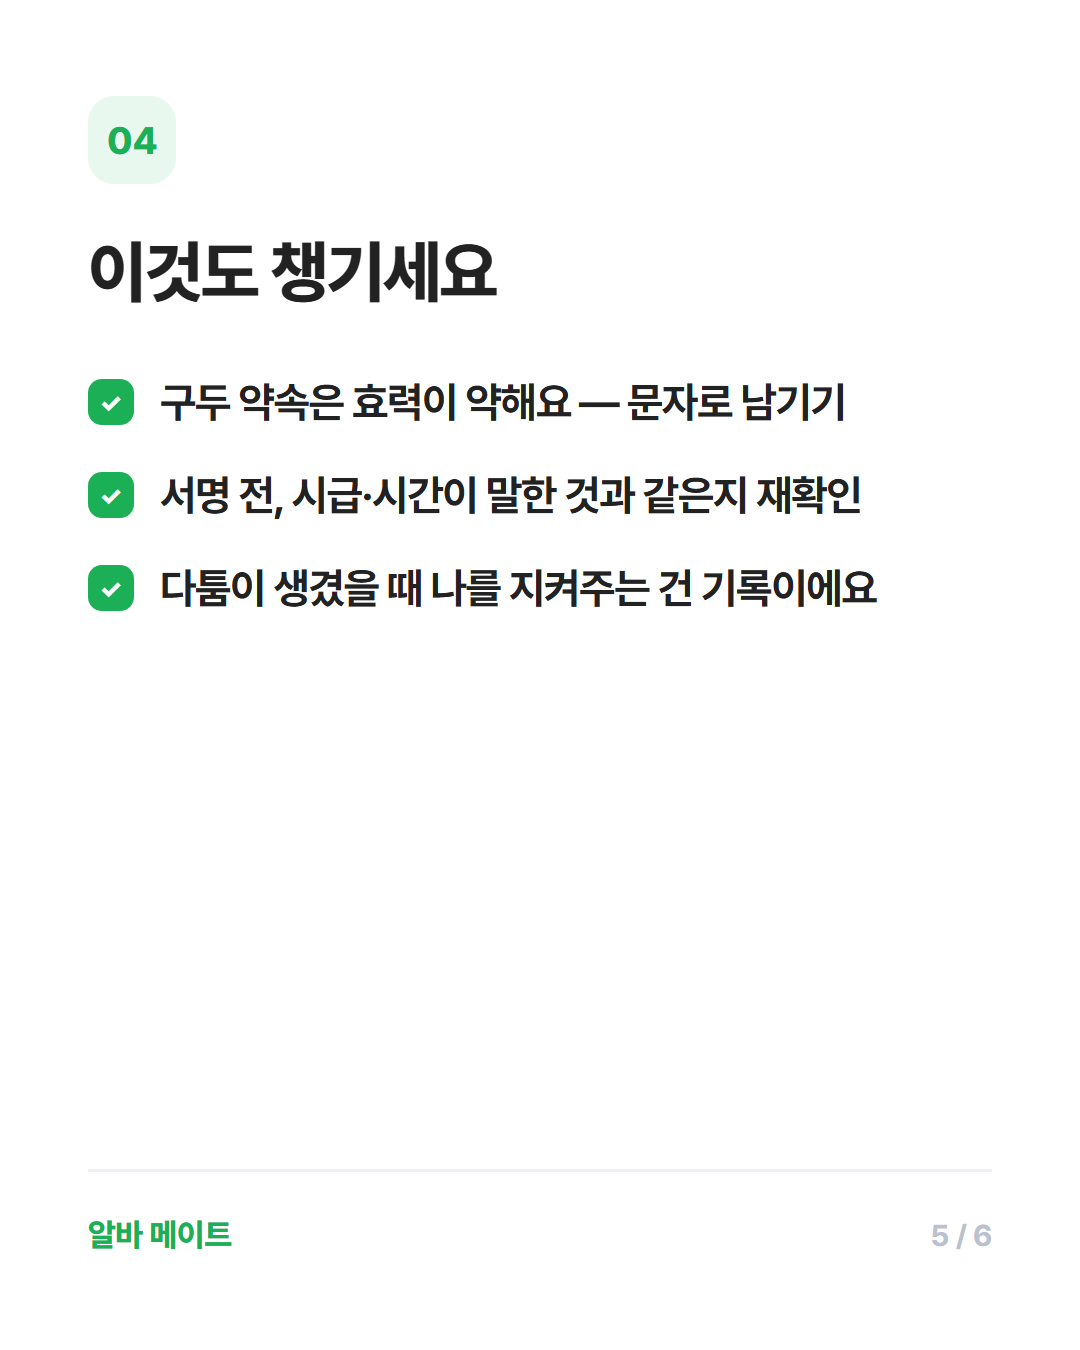 04
이것도 챙기세요
구두 약속은 효력이 약해요 — 문자로 남기기
서명 전, 시급·시간이 말한 것과 같은지 재확인
다툼이 생겼을 때 나를 지켜주는 건 기록이에요
알바 메이트
5 / 6